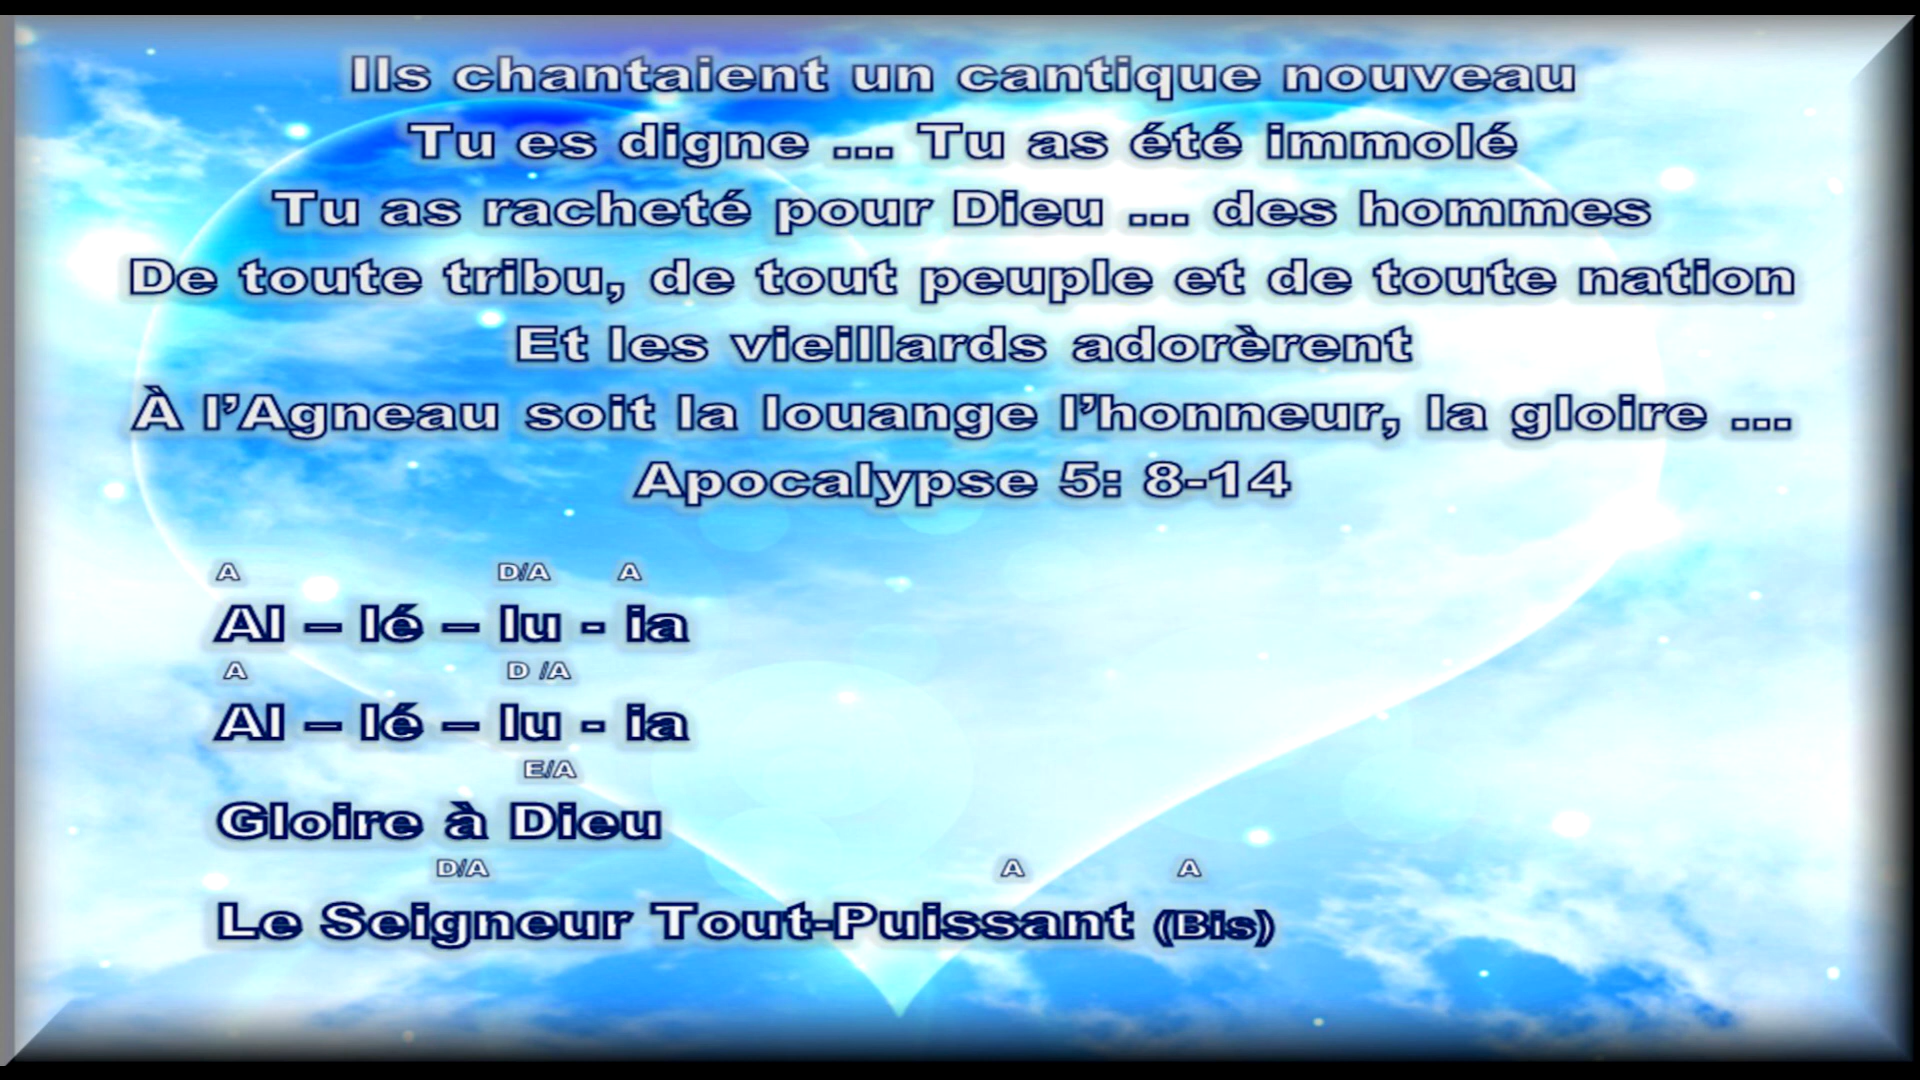 Ils chantaient un cantique nouveau
Tu es digne ... Tu as été immolé
Tu as racheté pour Dieu ... des hommes
De toute tribu, de tout peuple et de toute nation
Et les vieillards adorèrent
À l’Agneau soit la louange l’honneur, la gloire ...
Apocalypse 5: 8-14
A D/A A
Al – lé – lu - ia
A D /A
Al – lé – lu - ia
E/A
Gloire à Dieu
D/A A A
Le Seigneur Tout-Puissant (Bis)